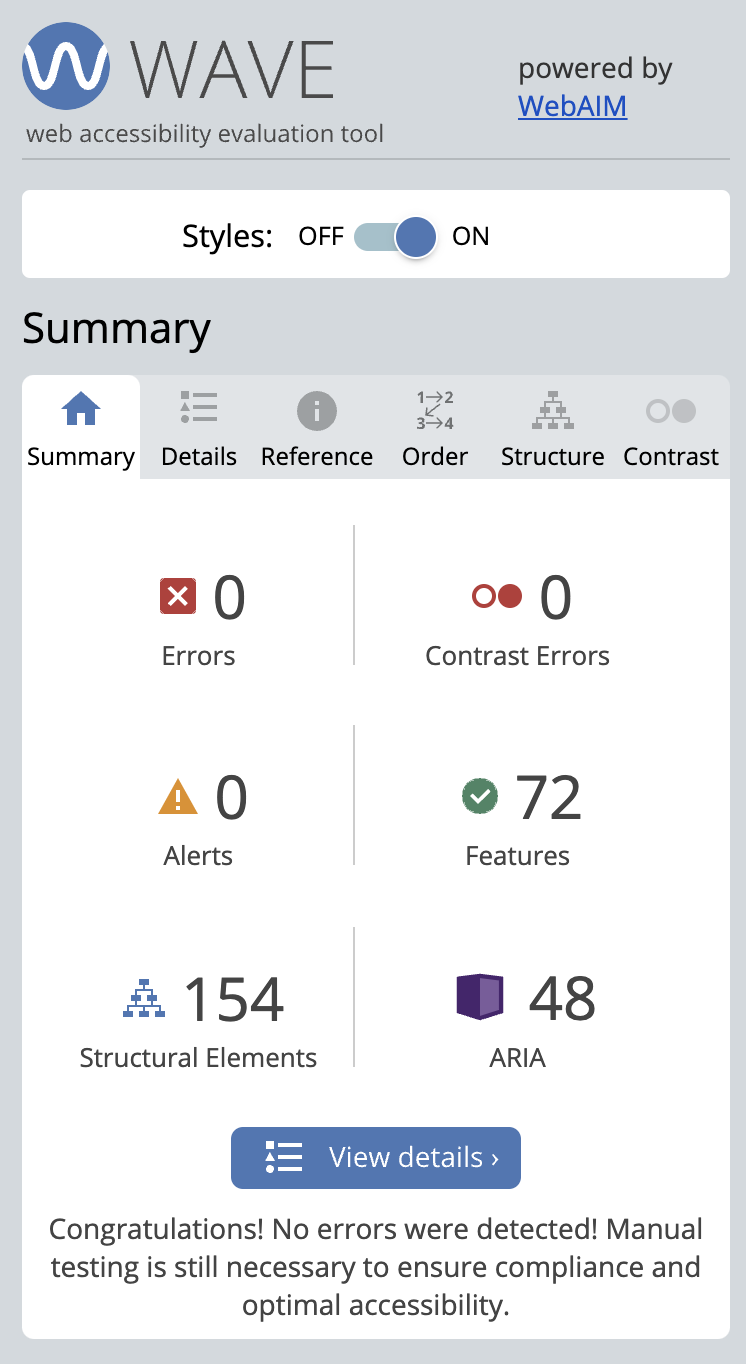 WAVE
powered by
WebAIM
web accessibility evaluation tool
Styles: OFF ON
Summary
1 2
3 4
Summary Details Reference Order Structure Contrast
0 0
Errors Contrast Errors
0 72
Alerts Features
154 48
Structural Elements ARIA
View details ›
Congratulations! No errors were detected! Manual
testing is still necessary to ensure compliance and
optimal accessibility.